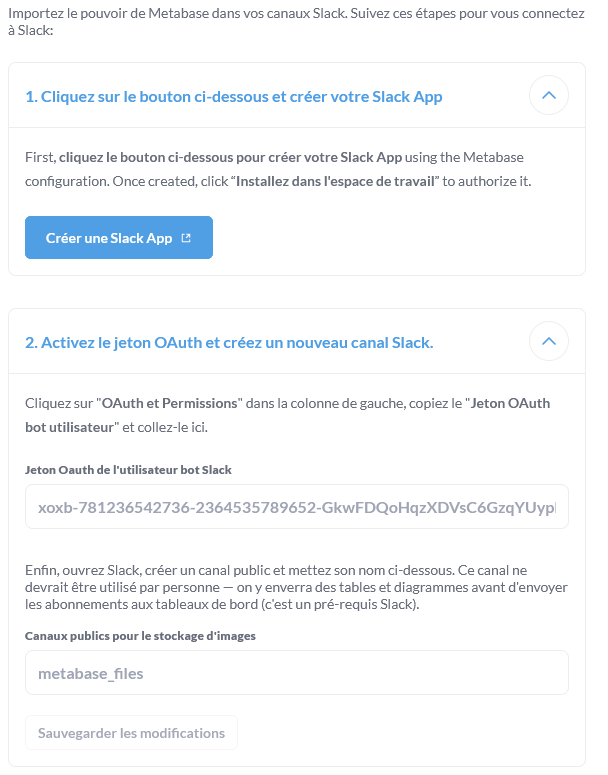 Importez le pouvoir de Metabase dans vos canaux Slack. Suivez ces étapes pour vous connectez
à Slack:
1. Cliquez sur le bouton ci-dessous et créer votre Slack App
First, cliquez le bouton ci-dessous pour créer votre Slack App using the Metabase
configuration. Once created, click “Installez dans l'espace de travail” to authorize it.
Créer une Slack App
2. Activez le jeton OAuth et créez un nouveau canal Slack.
Cliquez sur "OAuth et Permissions" dans la colonne de gauche, copiez le "Jeton OAuth
bot utilisateur" et collez-le ici.
Jeton Oauth de l'utilisateur bot Slack
xoxb-781236542736-2364535789652-GkwFDQoHqzXDVsC6GzqYUyp
Enfin, ouvrez Slack, créer un canal public et mettez son nom ci-dessous. Ce canal ne
devrait être utilisé par personne — on y enverra des tables et diagrammes avant d'envoyer
les abonnements aux tableaux de bord (c'est un pré-requis Slack).
Canaux publics pour le stockage d'images
metabase_files
Sauvegarder les modifications